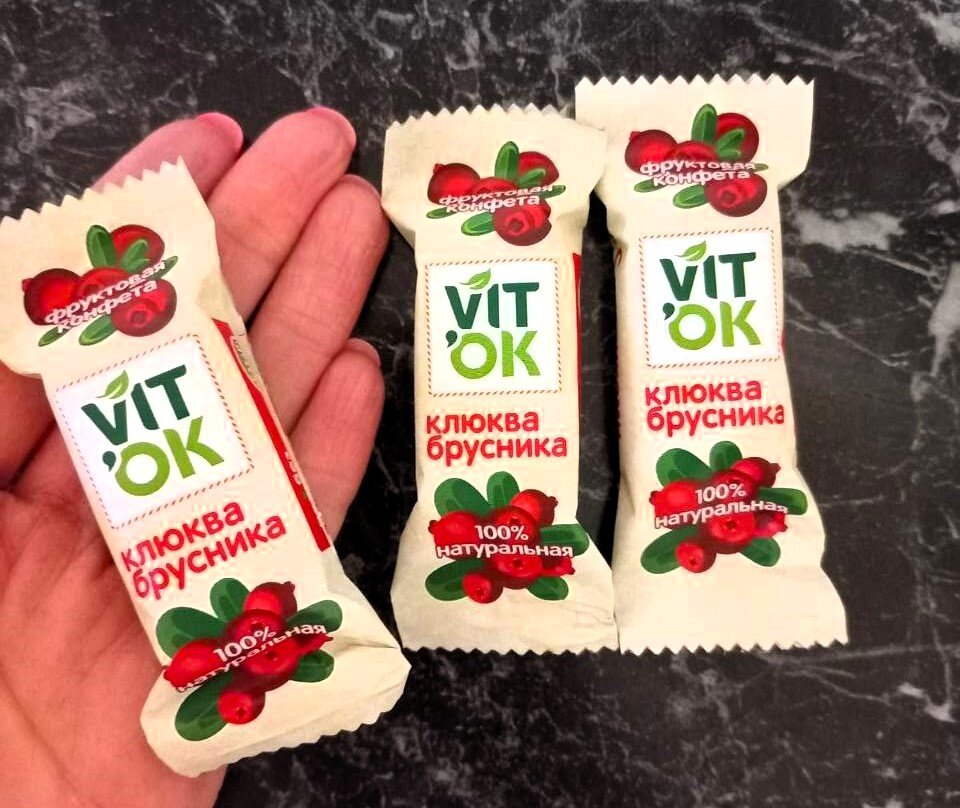 фруктовая
конфета
VIT
'OK
клюква
брусника
100%
натуральная
фруктовая
конфета
VIT
'OK
клюква
брусника
100%
натуральная
фруктовая
конфета
VIT
'OK
клюква
брусника
100%
натуральная